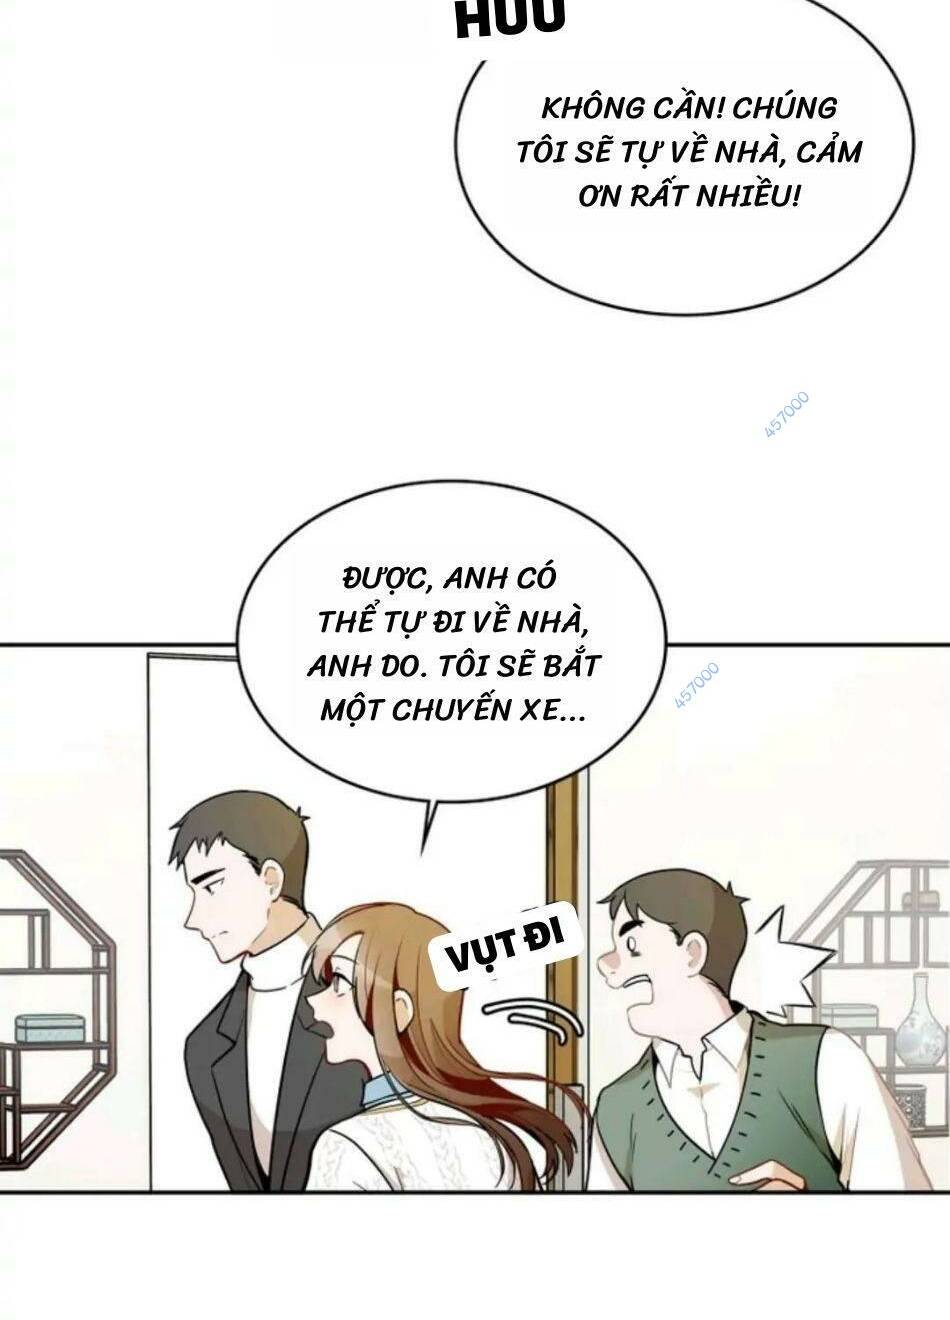 HUU
KHÔNG CẦN! CHÚNG
TÔI SẼ TỰ VỀ NHÀ, CẢM
ƠN RẤT NHIỀU!
457000
ĐƯỢC, ANH CÓ
THỂ TỰ ĐI VỀ NHÀ,
ANH DO. TÔI SẼ BẮT
MỘT CHUYẾN XE...
457000
VỤT ĐI